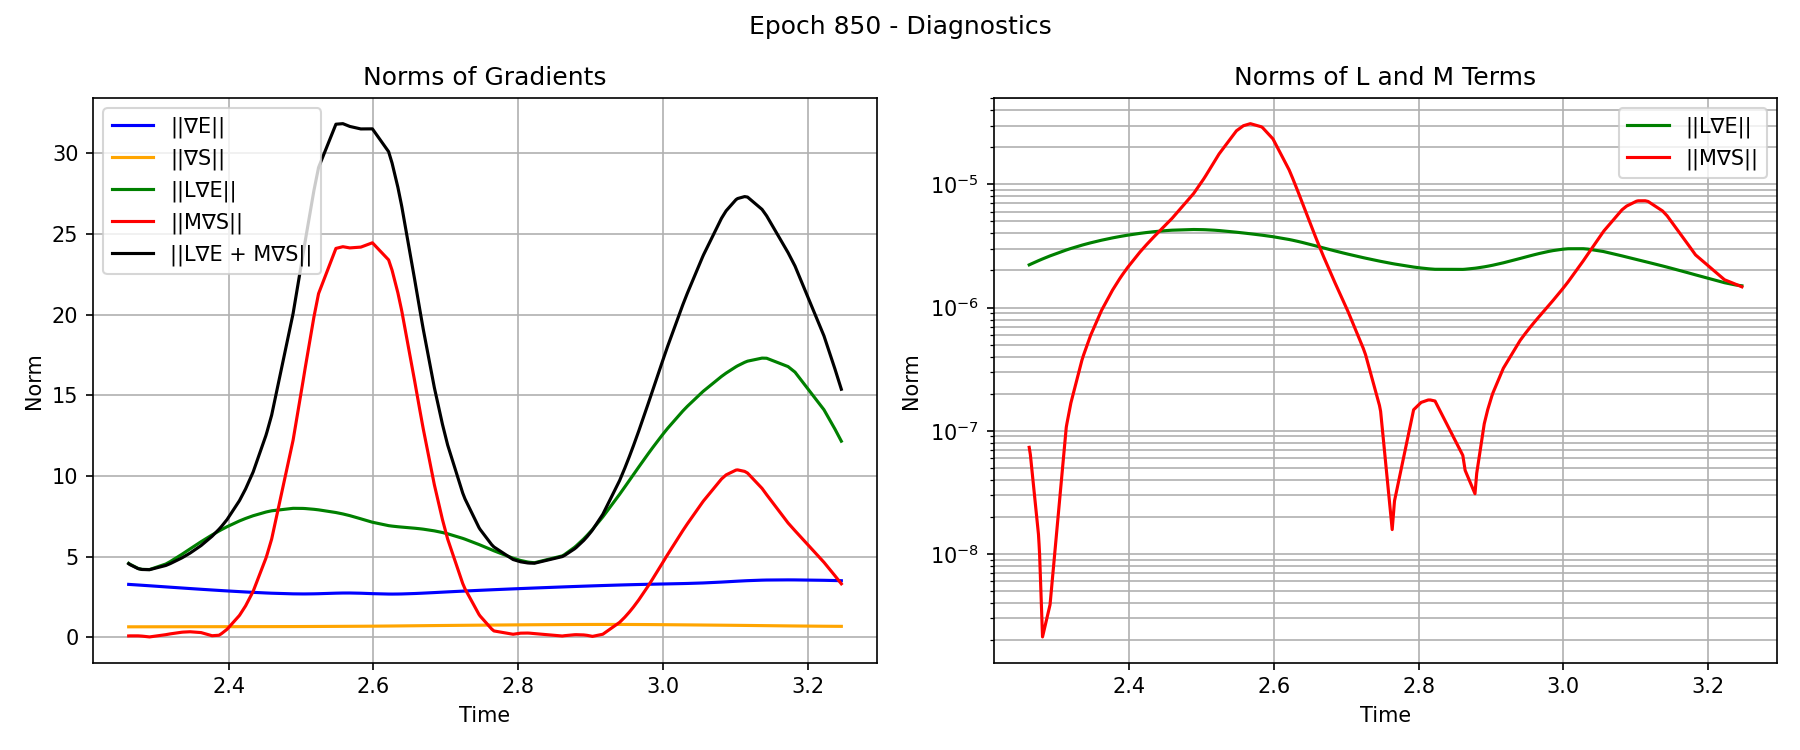 Epoch 850 - Diagnostics
Norms of Gradients
||∇E||
||∇S||
||L∇E||
||M∇S||
||L∇E + M∇S||
30
25
20
15
10
5
0
Norm
2.4 2.6 2.8 3.0 3.2
Time
Norms of L and M Terms
||L∇E||
||M∇S||
10⁻⁵
10⁻⁶
10⁻⁷
10⁻⁸
Norm
2.4 2.6 2.8 3.0 3.2
Time